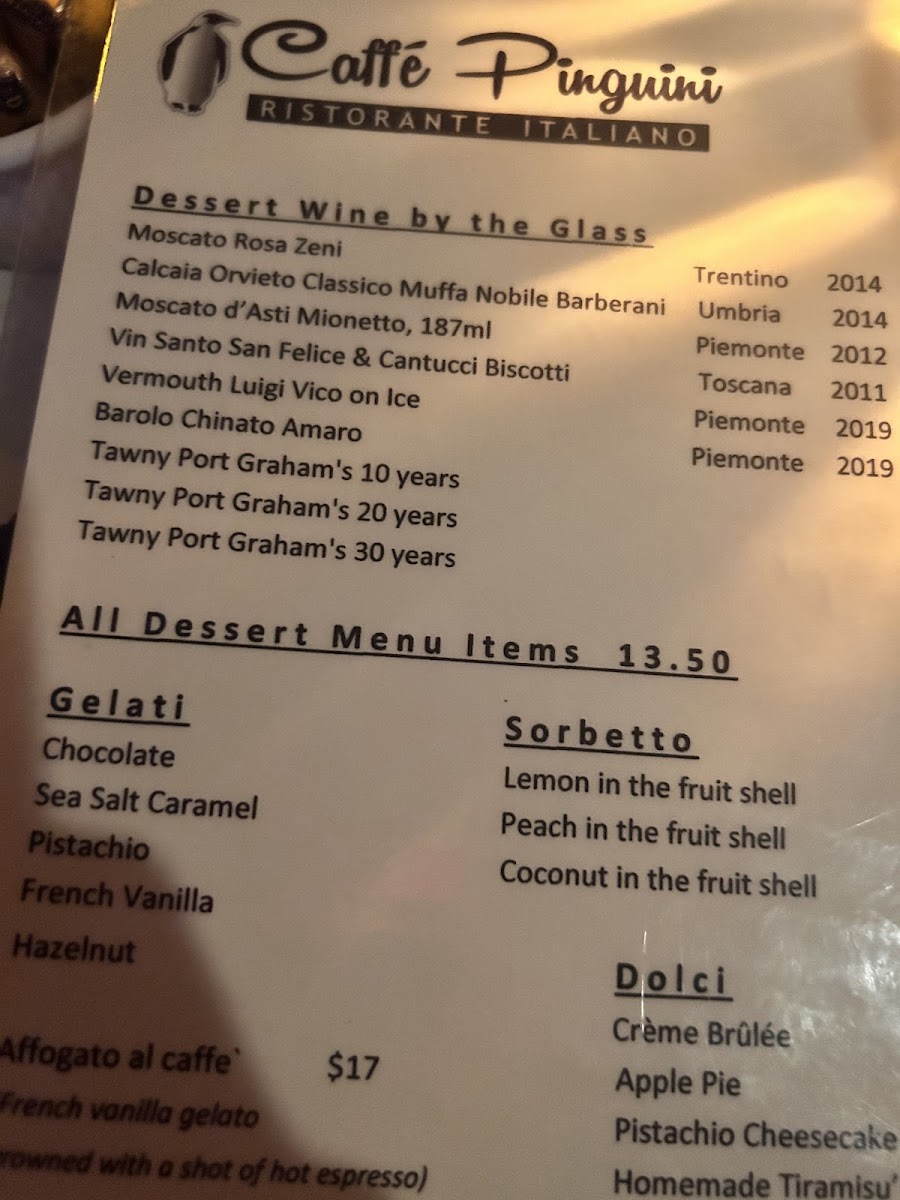 Caffé Pinguini
RISTORANTE ITALIANO
Dessert Wine by the Glass
Moscato Rosa Zeni Trentino 2014
Calcaia Orvieto Classico Muffa Nobile Barberani Umbria 2014
Moscato d’Asti Mionetto, 187ml Piemonte 2012
Vin Santo San Felice & Cantucci Biscotti Toscana 2011
Vermouth Luigi Vico on Ice Piemonte 2019
Barolo Chinato Amaro Piemonte 2019
Tawny Port Graham's 10 years
Tawny Port Graham's 20 years
Tawny Port Graham's 30 years
All Dessert Menu Items 13.50
Gelati
Chocolate
Sea Salt Caramel
Pistachio
French Vanilla
Hazelnut
Sorbetto
Lemon in the fruit shell
Peach in the fruit shell
Coconut in the fruit shell
Affogato al caffe` $17
French vanilla gelato
rowned with a shot of hot espresso)
Dolci
Crème Brûlée
Apple Pie
Pistachio Cheesecake
Homemade Tiramisu'